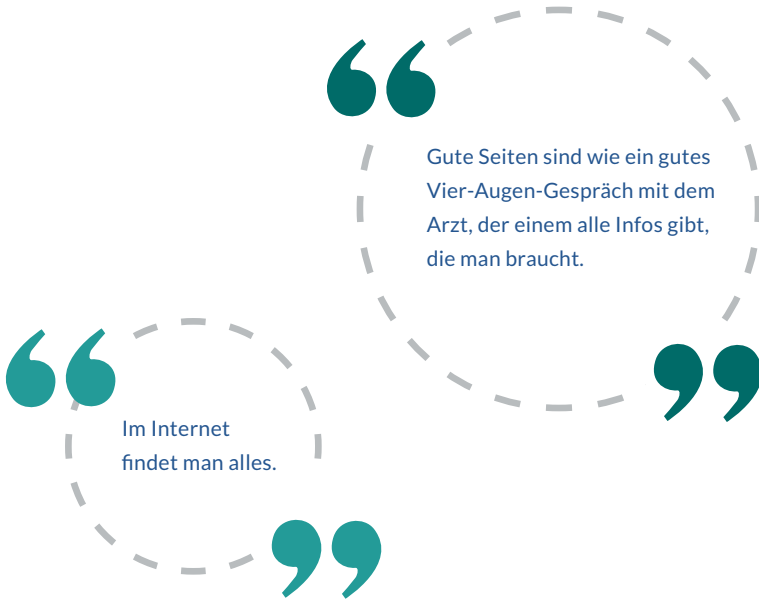 Gute Seiten sind wie ein gutes
Vier-Augen-Gespräch mit dem
Arzt, der einem alle Infos gibt,
die man braucht.
Im Internet
findet man alles.